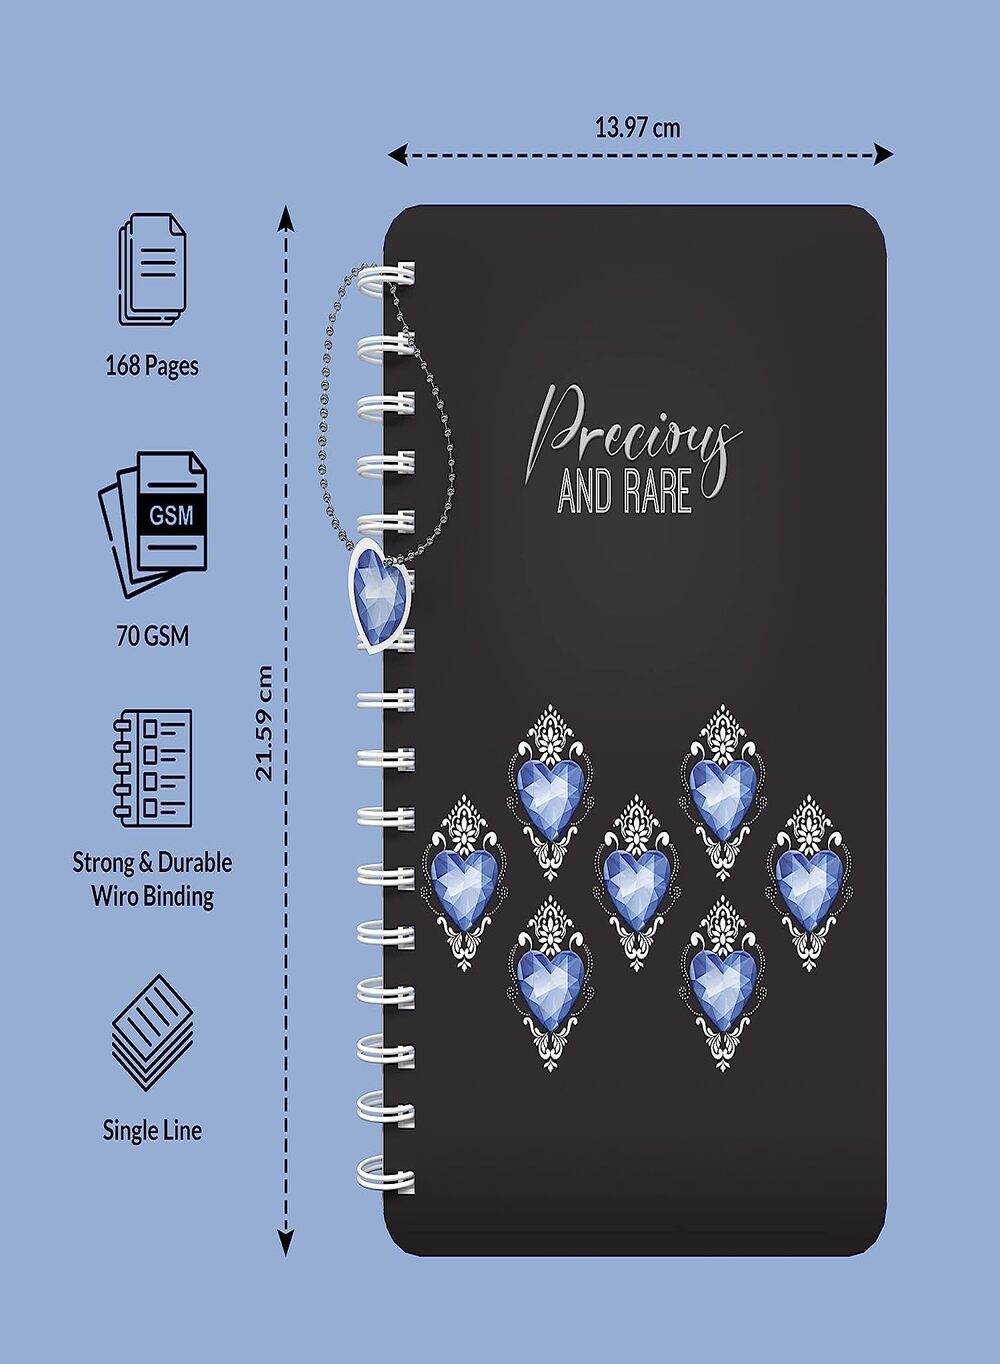 13.97 cm
168 Pages
GSM
70 GSM
21.59 cm
Strong & Durable
Wiro Binding
Single Line
Precious
AND RARE